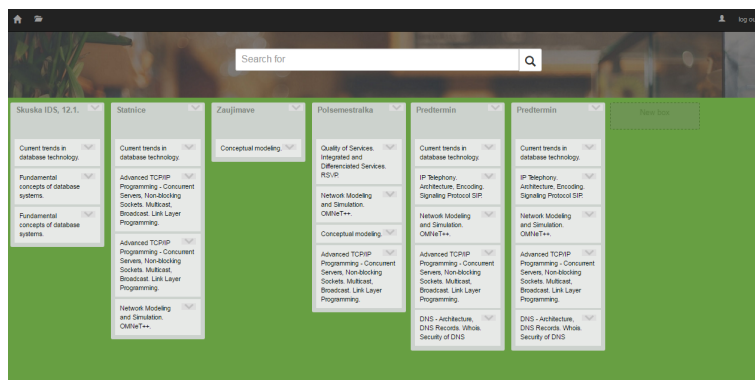 log ou
Search for
Skuska IDS, 12.1.
Current trends in
database technology.
Fundamental
concepts of database
systems.
Fundamental
concepts of database
systems.
Statnice
Current trends in
database technology.
Advanced TCP/IP
Programming - Concurrent
Servers, Non-blocking
Sockets. Multicast,
Broadcast. Link Layer
Programming.
Advanced TCP/IP
Programming - Concurrent
Servers, Non-blocking
Sockets. Multicast,
Broadcast. Link Layer
Programming.
Network Modeling
and Simulation.
OMNeT++.
Zaujimave
Conceptual modeling.
Polsemestralka
Quality of Services.
Integrated and
Differenciated Services.
RSVP.
Network Modeling
and Simulation.
OMNeT++.
Conceptual modeling.
Advanced TCP/IP
Programming - Concurrent
Servers, Non-blocking
Sockets. Multicast,
Broadcast. Link Layer
Programming.
Predtermin
Current trends in
database technology.
IP Telephony.
Architecture, Encoding.
Signaling Protocol SIP.
Network Modeling
and Simulation.
OMNeT++.
Advanced TCP/IP
Programming - Concurrent
Servers, Non-blocking
Sockets. Multicast,
Broadcast. Link Layer
Programming.
DNS - Architecture,
DNS Records. Whois.
Security of DNS
Predtermin
Current trends in
database technology.
IP Telephony.
Architecture, Encoding.
Signaling Protocol SIP.
Network Modeling
and Simulation.
OMNeT++.
Advanced TCP/IP
Programming - Concurrent
Servers, Non-blocking
Sockets. Multicast,
Broadcast. Link Layer
Programming.
DNS - Architecture,
DNS Records. Whois.
Security of DNS
New box